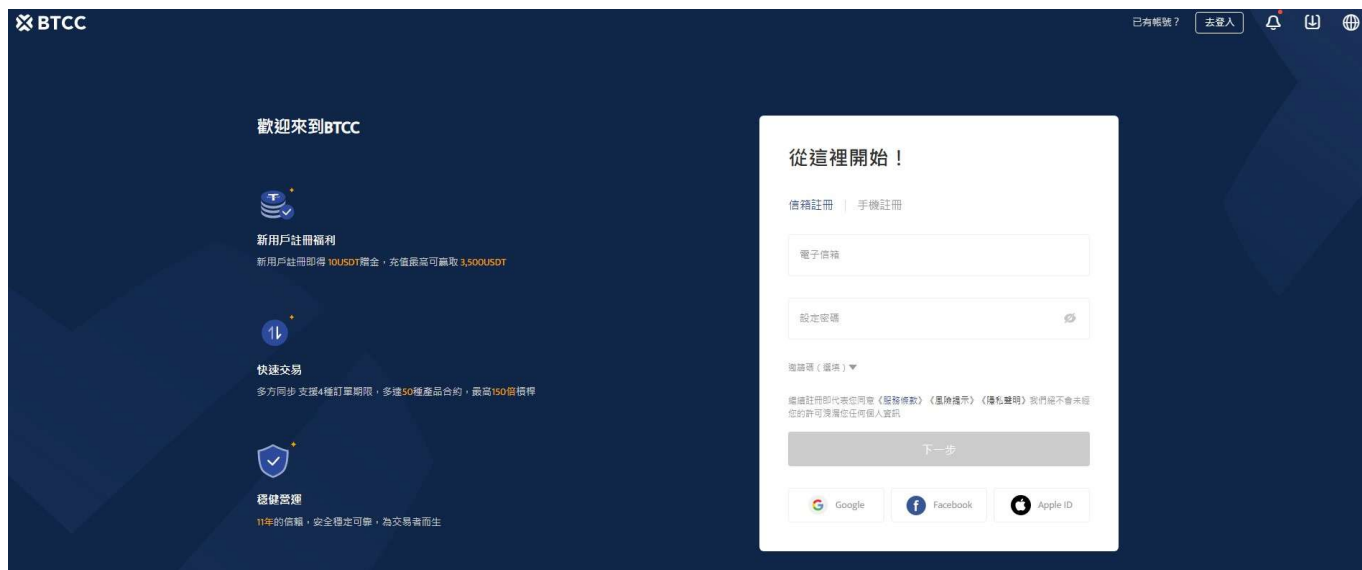 BTCC
已有帳號？ 去登入
歡迎來到BTCC
新用戶註冊福利
新用戶註冊即得 10USDT贈金，充值最高可贏取 3,500USDT
快速交易
多方同步 支援4種訂單期限，多達50種產品合約，最高150倍槓桿
穩健營運
11年的信賴，安全穩定可靠，為交易者而生
從這裡開始！
信箱註冊 | 手機註冊
電子信箱
設定密碼
邀請碼（選填）▼
繼續註冊即代表您同意《服務條款》《風險提示》《隱私聲明》我們絕不會未經
您的許可洩漏您任何個人資訊
下一步
Google Facebook Apple ID